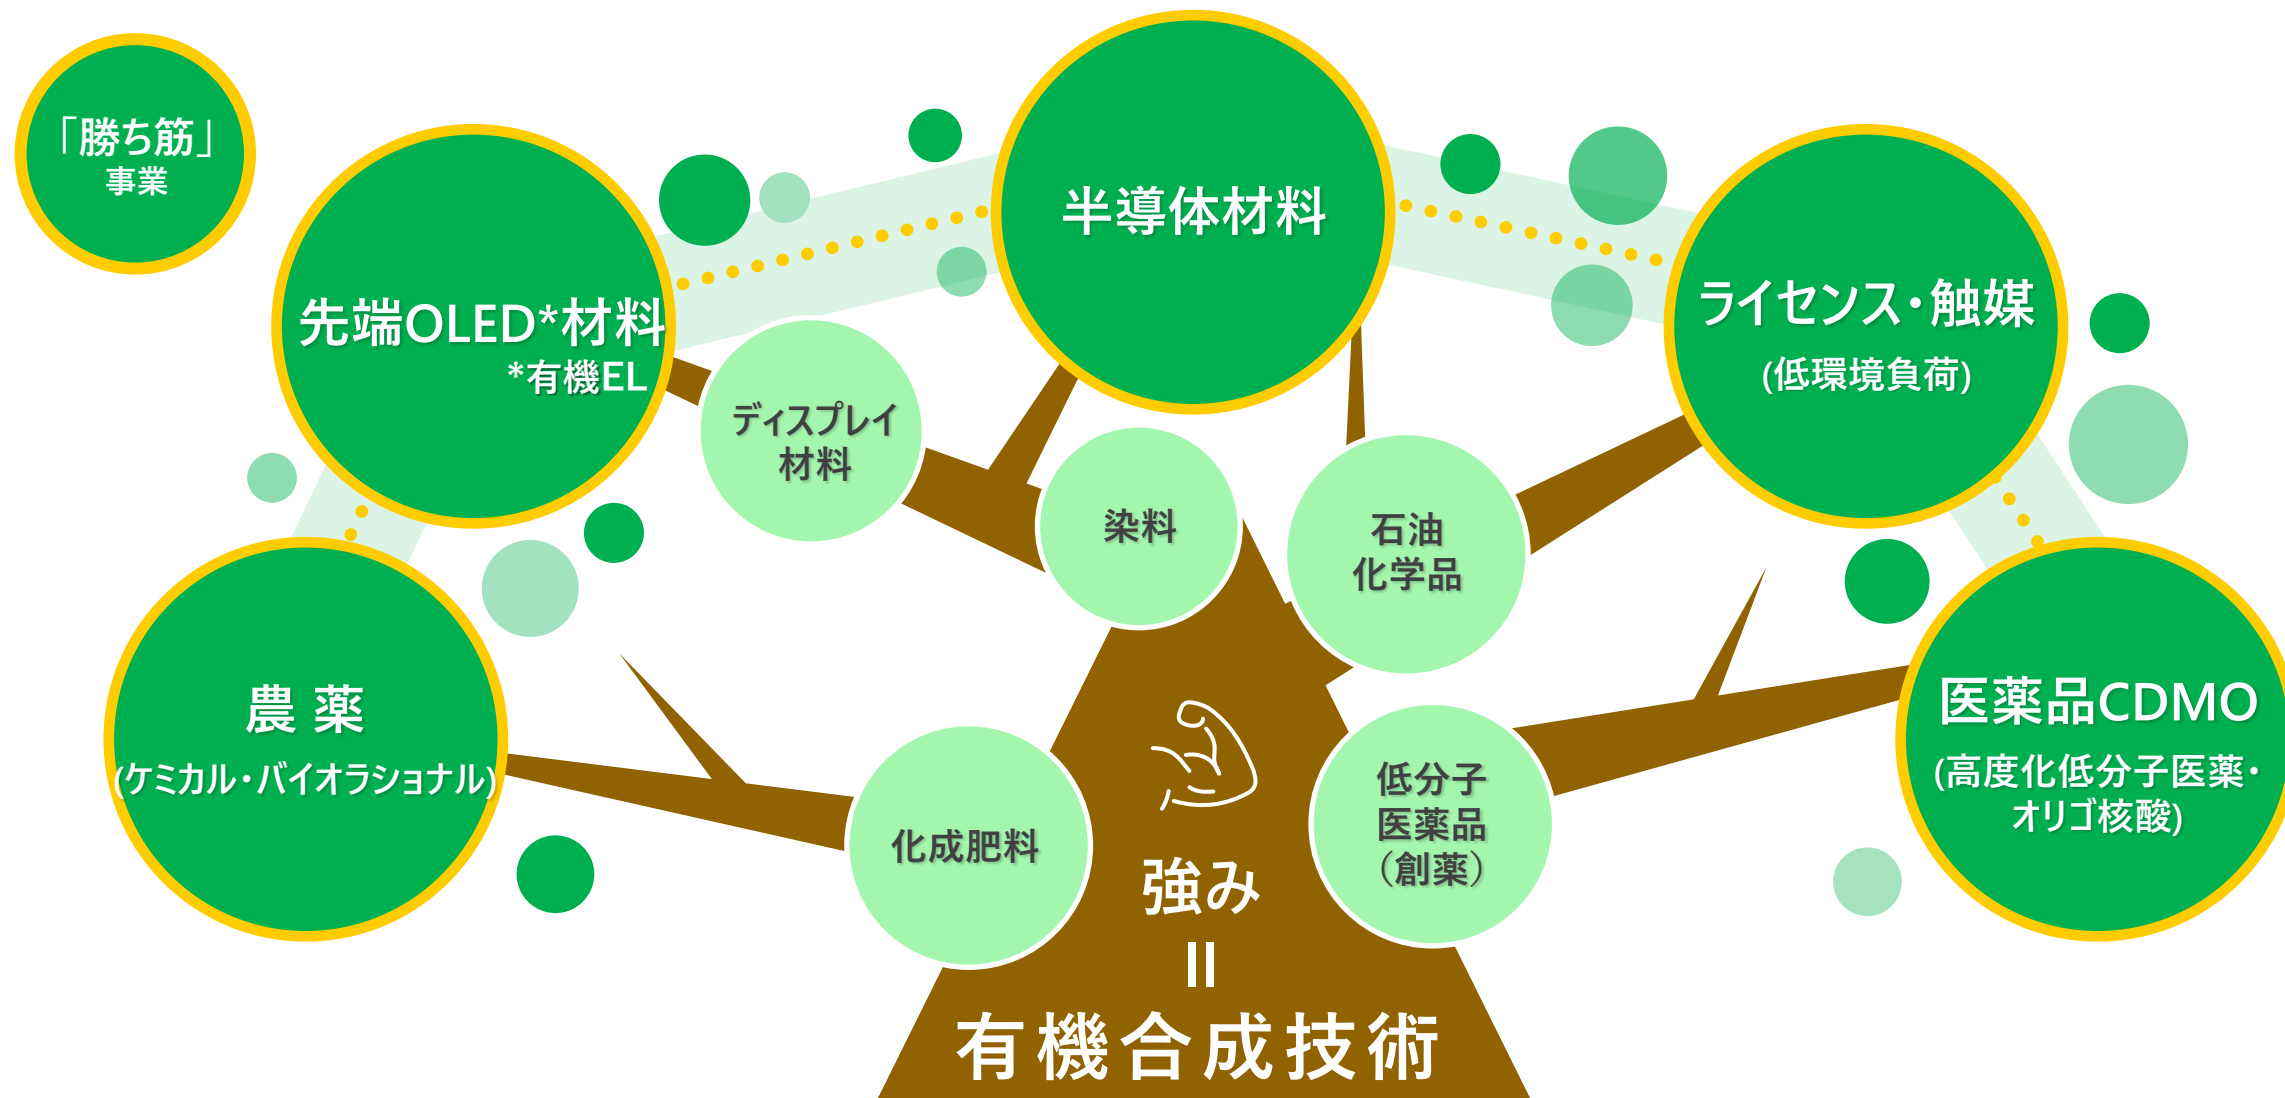 「勝ち筋」
事業
先端OLED*材料
*有機EL
半導体材料
ライセンス・触媒
(低環境負荷)
農 薬
(ケミカル・バイオラショナル)
医薬品CDMO
(高度化低分子医薬・
オリゴ核酸)
ディスプレイ
材料
染料
石油
化学品
化成肥料
低分子
医薬品
（創薬）
強み
=
有機合成技術